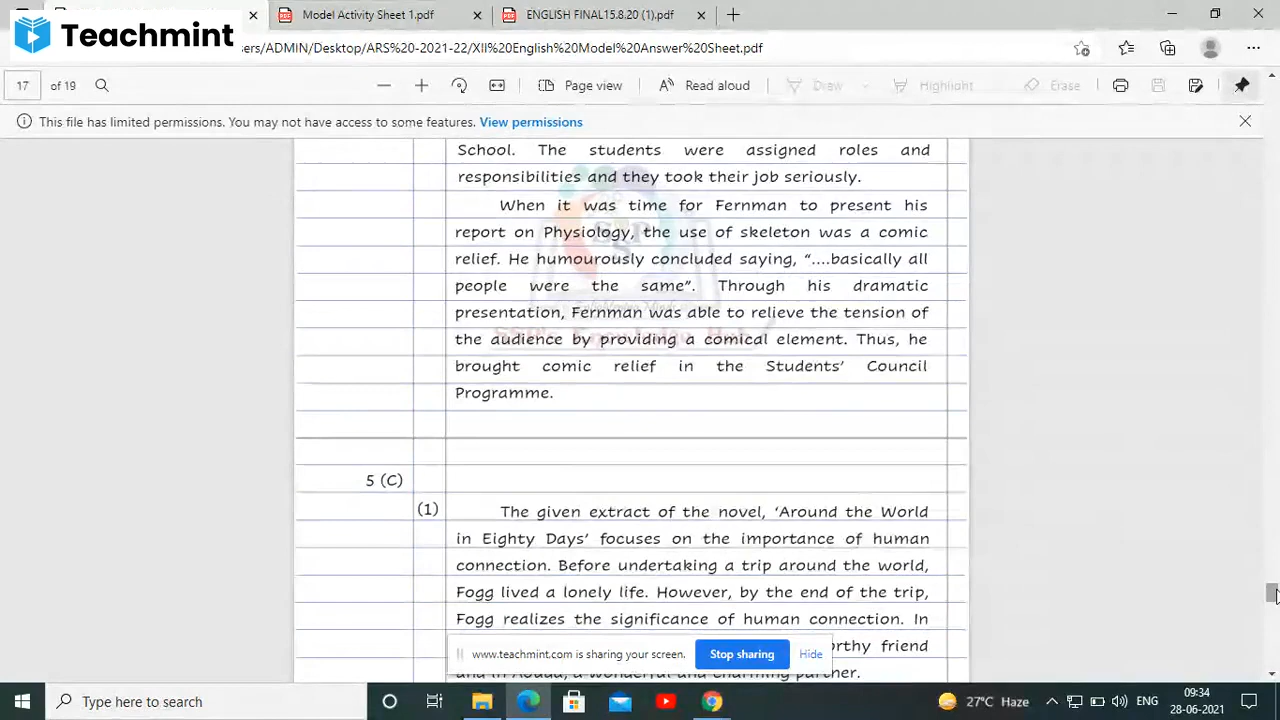 Model Activity Sheet 1.pdf
ENGLISH FINAL15.8.20 (1).pdf
Teachmint
ers/ADMIN/Desktop/ARS%20-2021-22/XII%20English%20Model%20Answer%20Sheet.pdf
17 of 19
Page view
Read aloud
Draw
Highlight
Erase
This file has limited permissions. You may not have access to some features. View permissions
School. The students were assigned roles and
responsibilities and they took their job seriously.
When it was time for Fernman to present his
report on Physiology, the use of skeleton was a comic
relief. He humourously concluded saying, “....basically all
people were the same”. Through his dramatic
presentation, Fernman was able to relieve the tension of
the audience by providing a comical element. Thus, he
brought comic relief in the Students’ Council
Programme.
5 (C)
(1) The given extract of the novel, ‘Around the World
in Eighty Days’ focuses on the importance of human
connection. Before undertaking a trip around the world,
Fogg lived a lonely life. However, by the end of the trip,
Fogg realizes the significance of human connection. In
orthy friend
and in Aouda, a wonderful and charming partner.
www.teachmint.com is sharing your screen. Stop sharing Hide
Type here to search
27°C Haze
ENG
09:34
28-06-2021